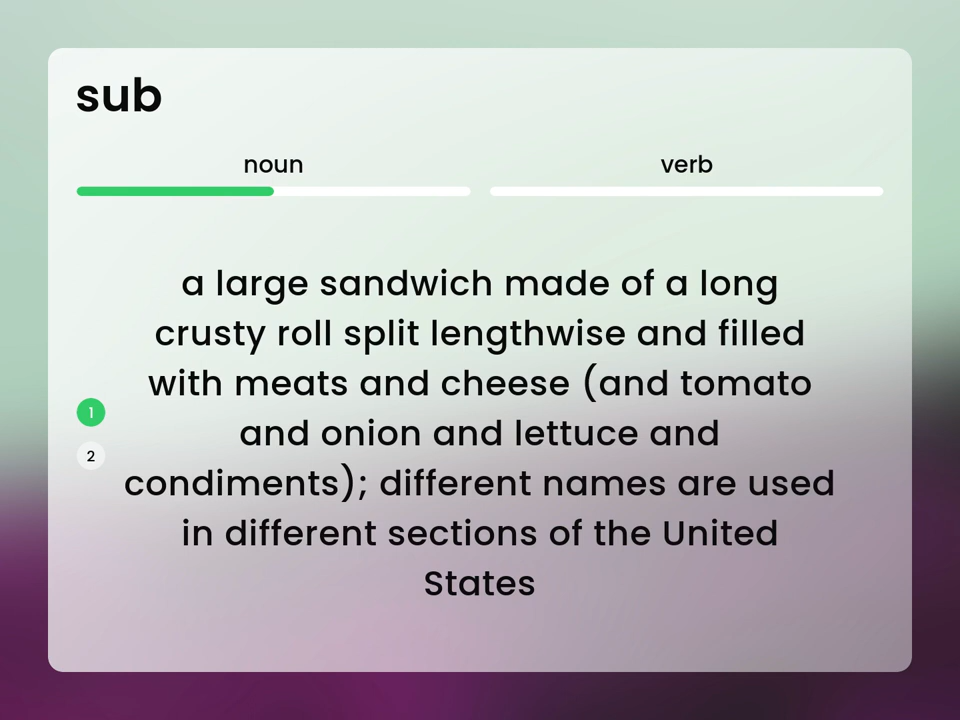 sub
noun
verb
a large sandwich made of a long
crusty roll split lengthwise and filled
with meats and cheese (and tomato
and onion and lettuce and
condiments); different names are used
in different sections of the United
States
1
2